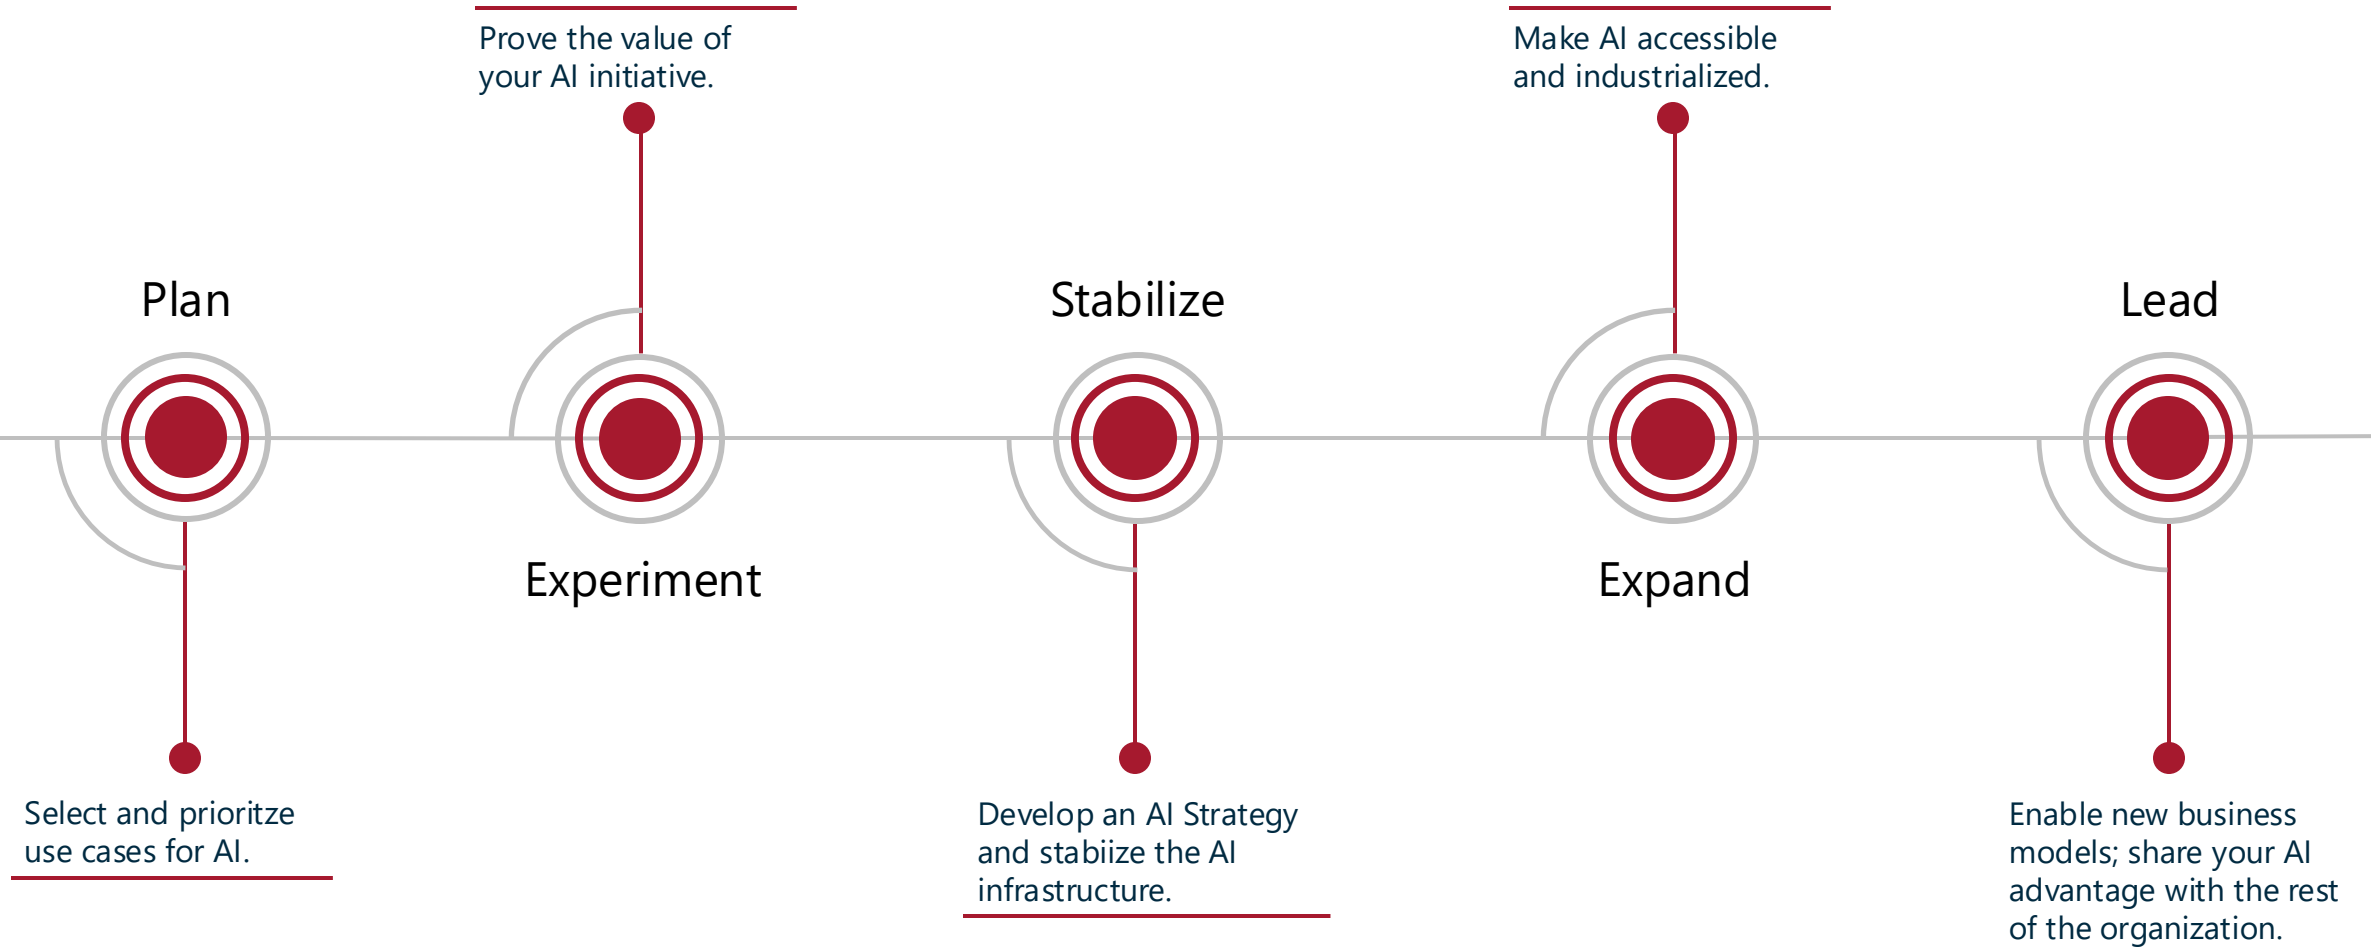 Prove the value of
your AI initiative.
Make AI accessible
and industrialized.
Plan
Stabilize
Lead
Experiment
Expand
Select and prioritze
use cases for AI.
Develop an AI Strategy
and stabiize the AI
infrastructure.
Enable new business
models; share your AI
advantage with the rest
of the organization.